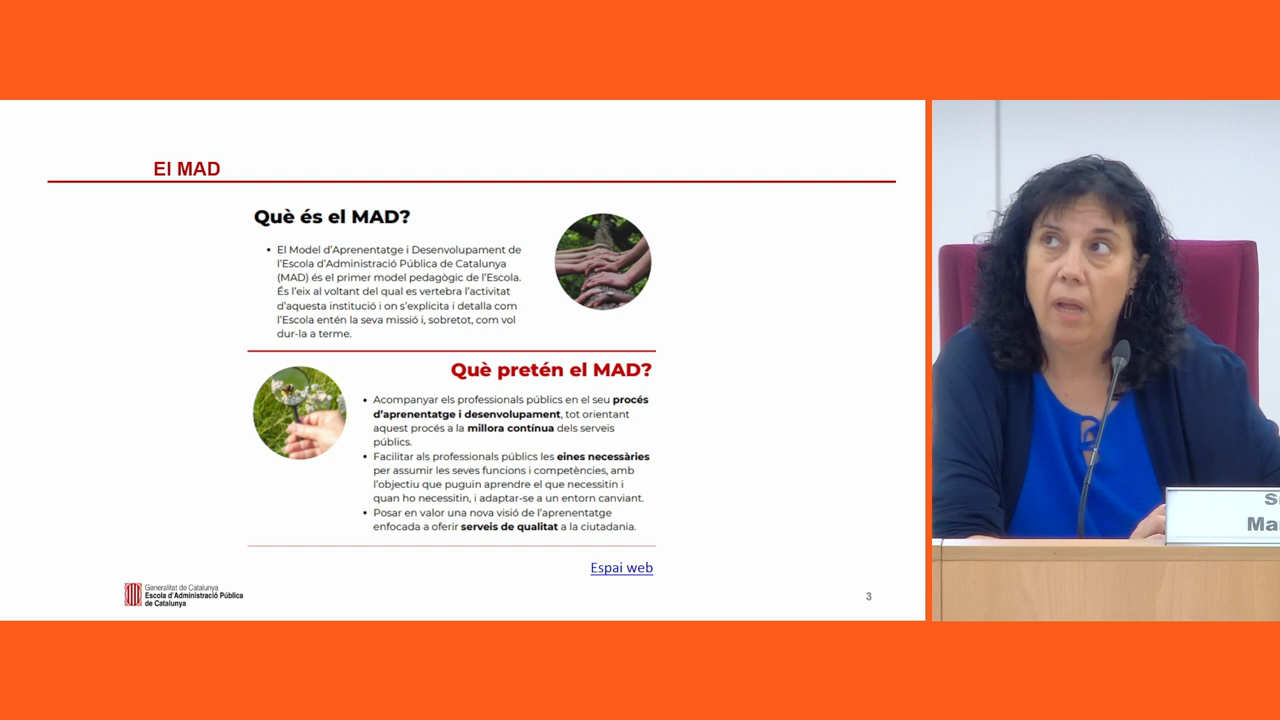 El MAD
Què és el MAD?
• El Model d'Aprenentatge i Desenvolupament de
l'Escola d'Administració Pública de Catalunya
(MAD) és el primer model pedagògic de l'Escola.
És l'eix al voltant del qual es vertebra l'activitat
d'aquesta institució i on s'explicita i detalla com
l'Escola entén la seva missió i, sobretot, com vol
dur-la a terme.
Què pretén el MAD?
• Acompanyar els professionals públics en el seu procés
d'aprenentatge i desenvolupament, tot orientant
aquest procés a la millora contínua dels serveis
públics.
• Facilitar als professionals públics les eines necessàries
per assumir les seves funcions i competències, amb
l'objectiu que puguin aprendre el que necessitin i
quan ho necessitin, i adaptar-se a un entorn canviant.
• Posar en valor una nova visió de l'aprenentatge
enfocada a oferir serveis de qualitat a la ciutadania.
Espai web
Generalitat de Catalunya
Escola d'Administració Pública
de Catalunya
3